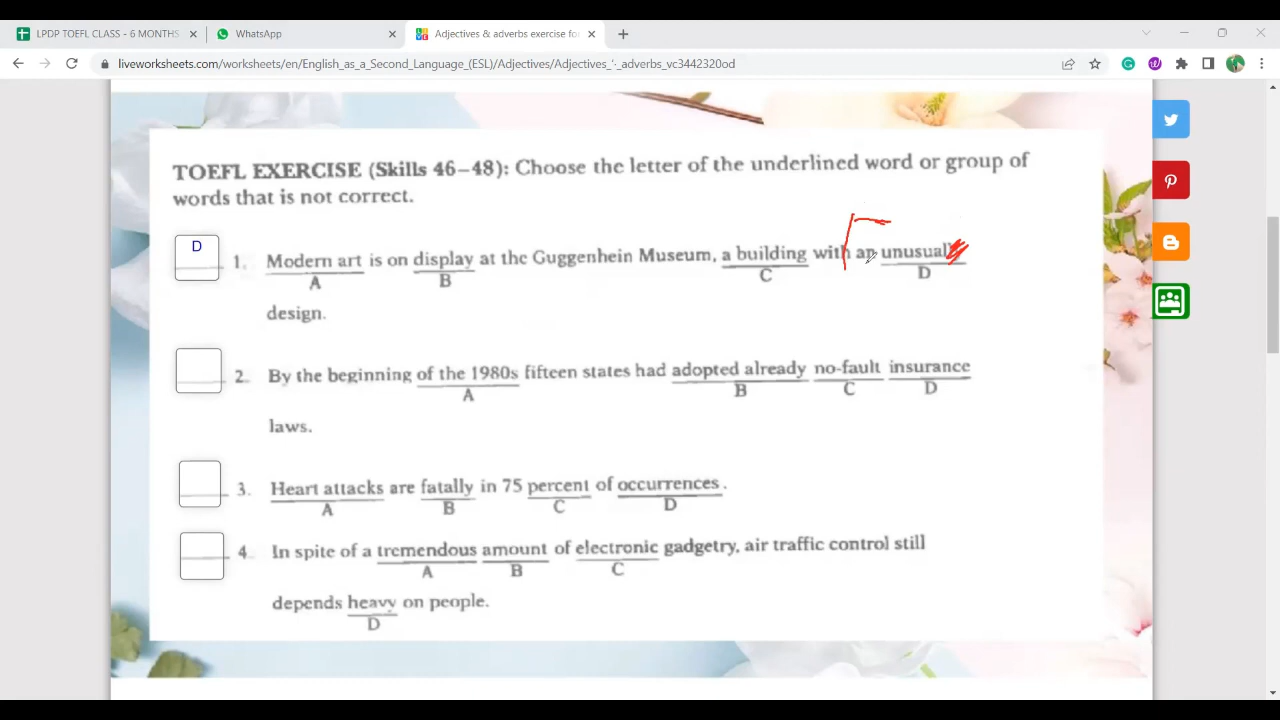 LPDP TOEFL CLASS - 6 MONTHS
WhatsApp
Adjectives & adverbs exercise for
liveworksheets.com/worksheets/en/English_as_a_Second_Language_(ESL)/Adjectives/Adjectives_'-_adverbs_vc3442320od
TOEFL EXERCISE (Skills 46–48): Choose the letter of the underlined word or group of
words that is not correct.
D
1. Modern art is on display at the Guggenhein Museum, a building with an unusual
A B C D
design.
2. By the beginning of the 1980s fifteen states had adopted already no-fault insurance
A B C D
laws.
3. Heart attacks are fatally in 75 percent of occurrences.
A B C D
4. In spite of a tremendous amount of electronic gadgetry, air traffic control still
A B C
depends heavy on people.
D